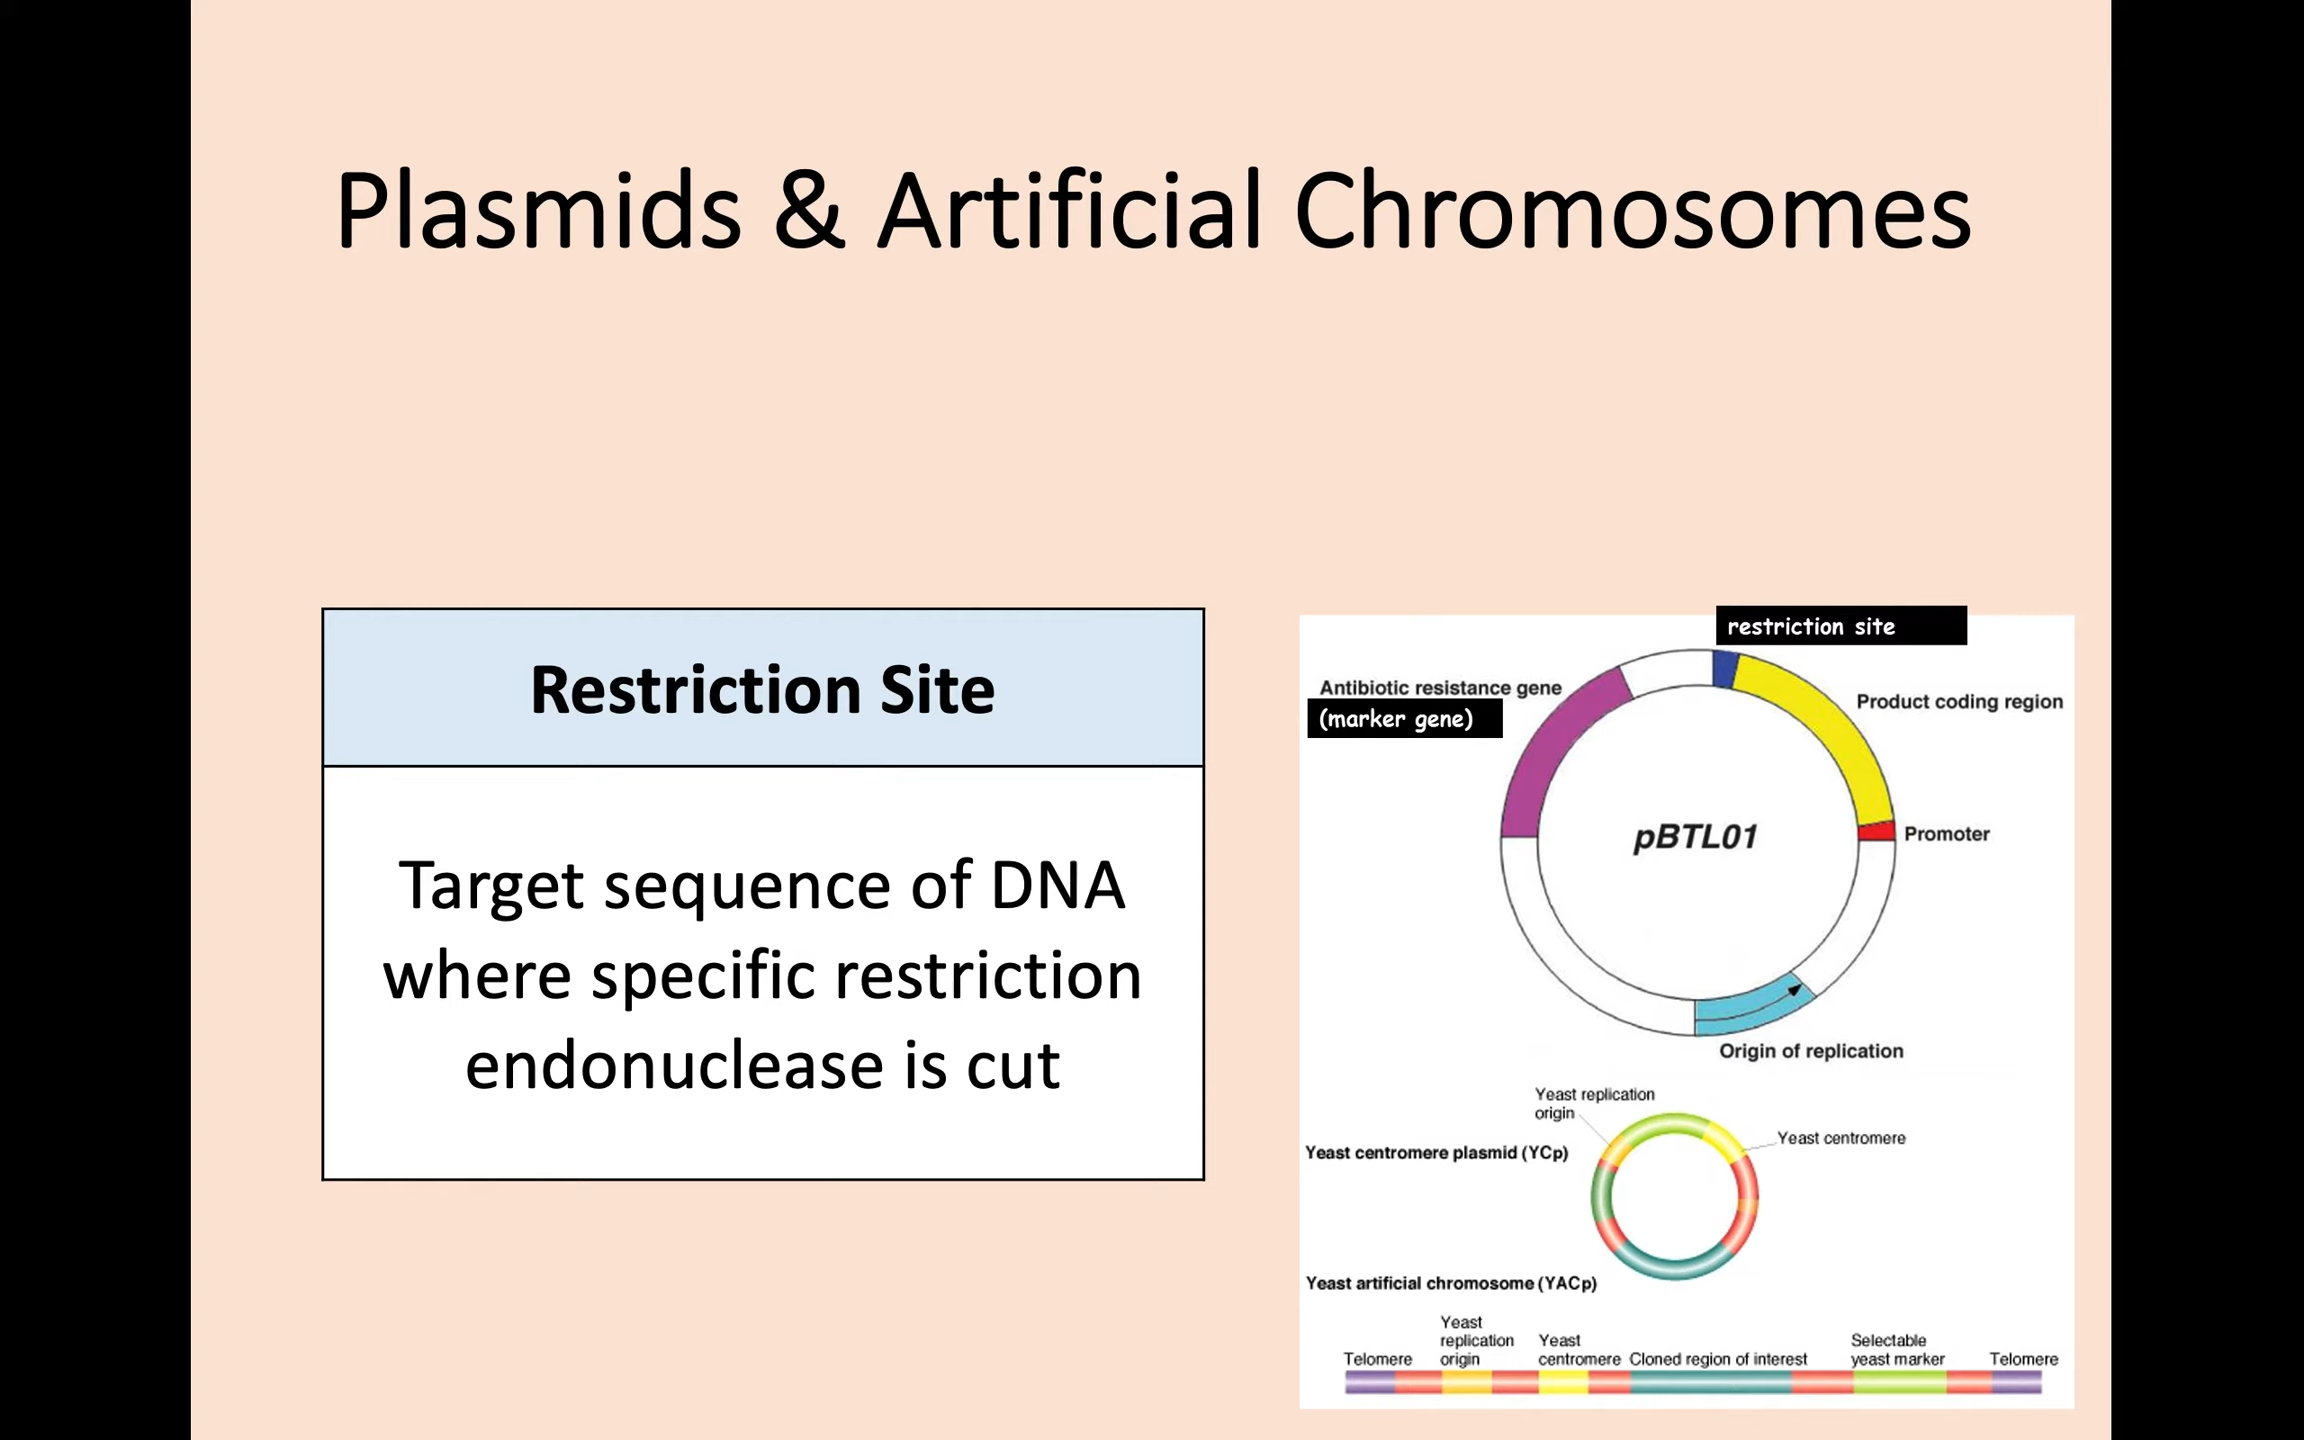 Plasmids & Artificial Chromosomes
Restriction Site
Target sequence of DNA
where specific restriction
endonuclease is cut
restriction site
Antibiotic resistance gene
(marker gene)
Product coding region
pBTL01
Promoter
Origin of replication
Yeast replication
origin
Yeast centromere plasmid (YCp)
Yeast centromere
Yeast artificial chromosome (YACp)
Telomere
Yeast
replication
origin
Yeast
centromere
Cloned region of interest
Selectable
yeast marker
Telomere